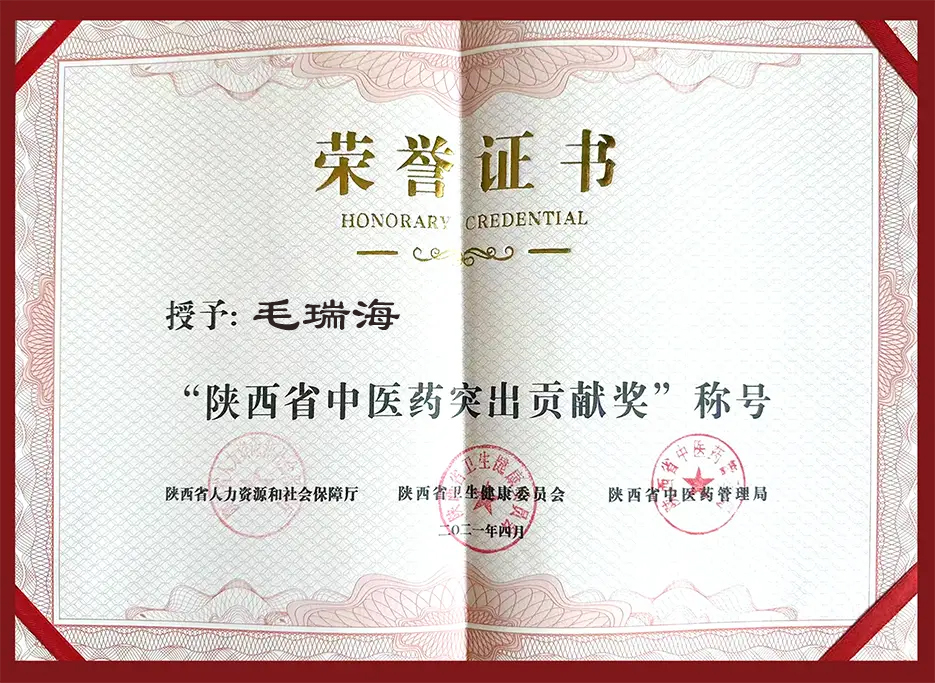 荣誉证书
HONORARY CREDENTIAL
授予: 毛瑞海
“陕西省中医药突出贡献奖”称号
陕西省人力资源和社会保障厅 陕西省卫生健康委员会 陕西省中医药管理局
二〇二一年四月